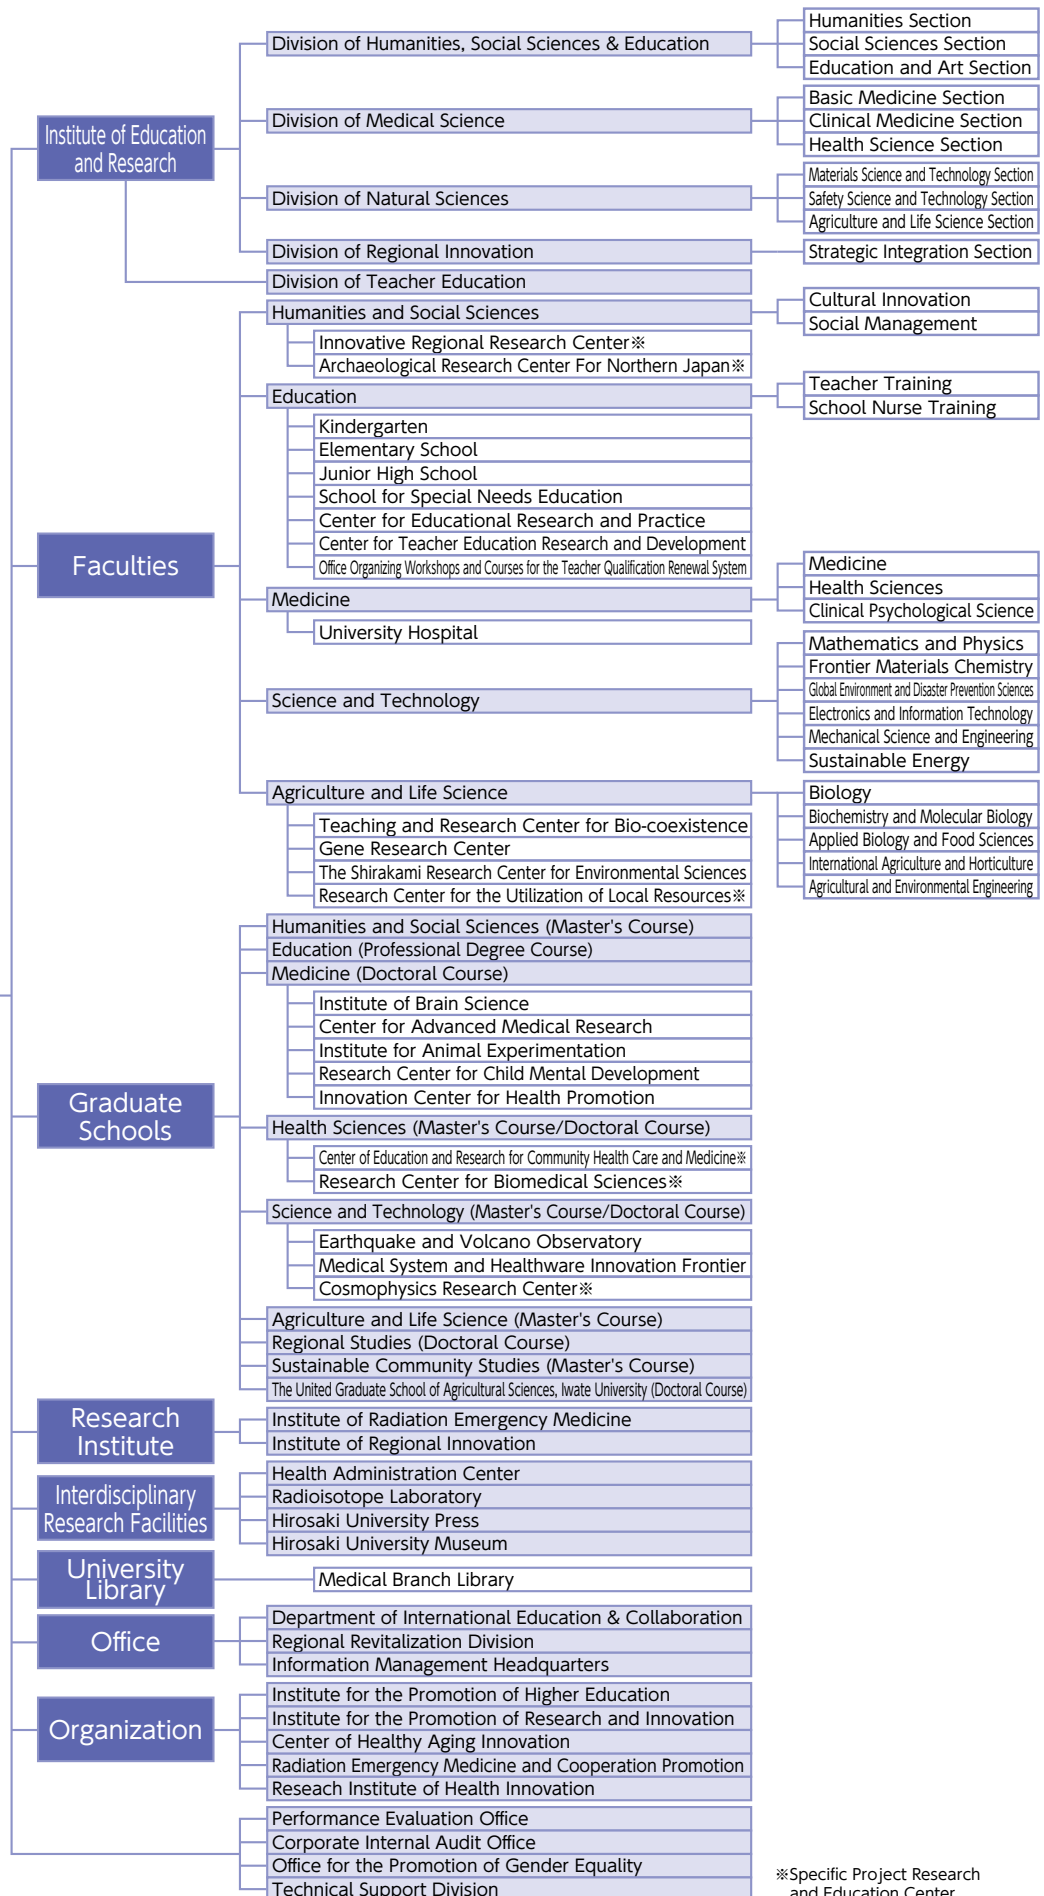 Institute of Education
and Research
Division of Humanities, Social Sciences & Education
Humanities Section
Social Sciences Section
Education and Art Section
Division of Medical Science
Basic Medicine Section
Clinical Medicine Section
Health Science Section
Division of Natural Sciences
Materials Science and Technology Section
Safety Science and Technology Section
Agriculture and Life Science Section
Division of Regional Innovation
Strategic Integration Section
Division of Teacher Education
Faculties
Humanities and Social Sciences
Cultural Innovation
Social Management
Innovative Regional Research Center※
Archaeological Research Center For Northern Japan※
Education
Teacher Training
School Nurse Training
Kindergarten
Elementary School
Junior High School
School for Special Needs Education
Center for Educational Research and Practice
Center for Teacher Education Research and Development
Office Organizing Workshops and Courses for the Teacher Qualification Renewal System
Medicine
Medicine
Health Sciences
Clinical Psychological Science
University Hospital
Science and Technology
Mathematics and Physics
Frontier Materials Chemistry
Global Environment and Disaster Prevention Sciences
Electronics and Information Technology
Mechanical Science and Engineering
Sustainable Energy
Agriculture and Life Science
Biology
Biochemistry and Molecular Biology
Applied Biology and Food Sciences
International Agriculture and Horticulture
Agricultural and Environmental Engineering
Teaching and Research Center for Bio-coexistence
Gene Research Center
The Shirakami Research Center for Environmental Sciences
Research Center for the Utilization of Local Resources※
Graduate
Schools
Humanities and Social Sciences (Master's Course)
Education (Professional Degree Course)
Medicine (Doctoral Course)
Institute of Brain Science
Center for Advanced Medical Research
Institute for Animal Experimentation
Research Center for Child Mental Development
Innovation Center for Health Promotion
Health Sciences (Master's Course/Doctoral Course)
Center of Education and Research for Community Health Care and Medicine※
Research Center for Biomedical Sciences※
Science and Technology (Master's Course/Doctoral Course)
Earthquake and Volcano Observatory
Medical System and Healthware Innovation Frontier
Cosmophysics Research Center※
Agriculture and Life Science (Master's Course)
Regional Studies (Doctoral Course)
Sustainable Community Studies (Master's Course)
The United Graduate School of Agricultural Sciences, Iwate University (Doctoral Course)
Research
Institute
Institute of Radiation Emergency Medicine
Institute of Regional Innovation
Interdisciplinary
Research Facilities
Health Administration Center
Radioisotope Laboratory
Hirosaki University Press
Hirosaki University Museum
University
Library
Medical Branch Library
Office
Department of International Education & Collaboration
Regional Revitalization Division
Information Management Headquarters
Organization
Institute for the Promotion of Higher Education
Institute for the Promotion of Research and Innovation
Center of Healthy Aging Innovation
Radiation Emergency Medicine and Cooperation Promotion
Reseach Institute of Health Innovation
Performance Evaluation Office
Corporate Internal Audit Office
Office for the Promotion of Gender Equality
Technical Support Division
※Specific Project Research
and Education Center